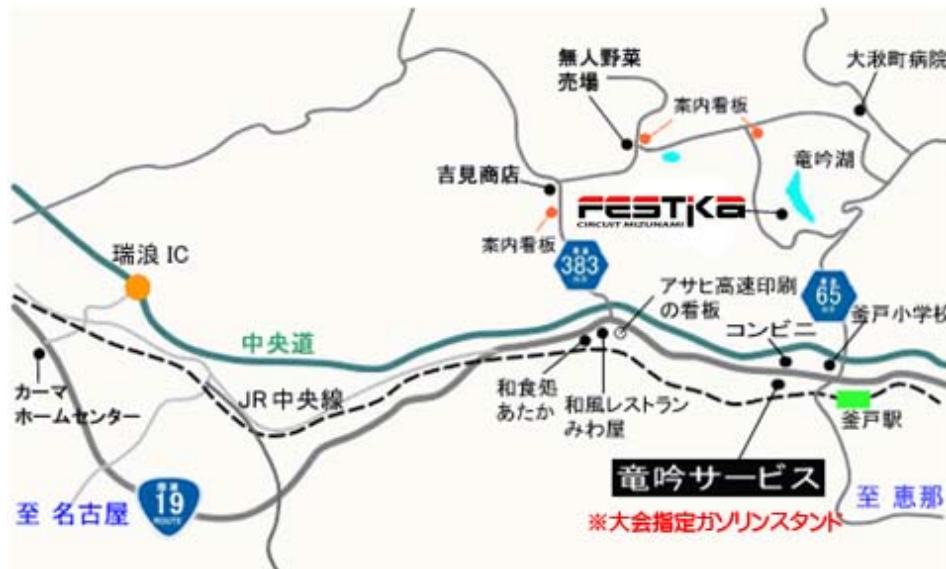 無人野菜
売場
大湫町病院
案内看板
竜吟湖
吉見商店
FESTIKA
CIRCUIT MIZUNAMI
案内看板
瑞浪 IC
383
65
アサヒ高速印刷
の看板
釜戸小学校
コンビニ
中央道
カーマ
ホームセンター
JR中央線
和食処
あたか
和風レストラン
みわ屋
釜戸駅
竜吟サービス
19
ROUTE
至 名古屋
至 恵那
※大会指定ガソリンスタンド